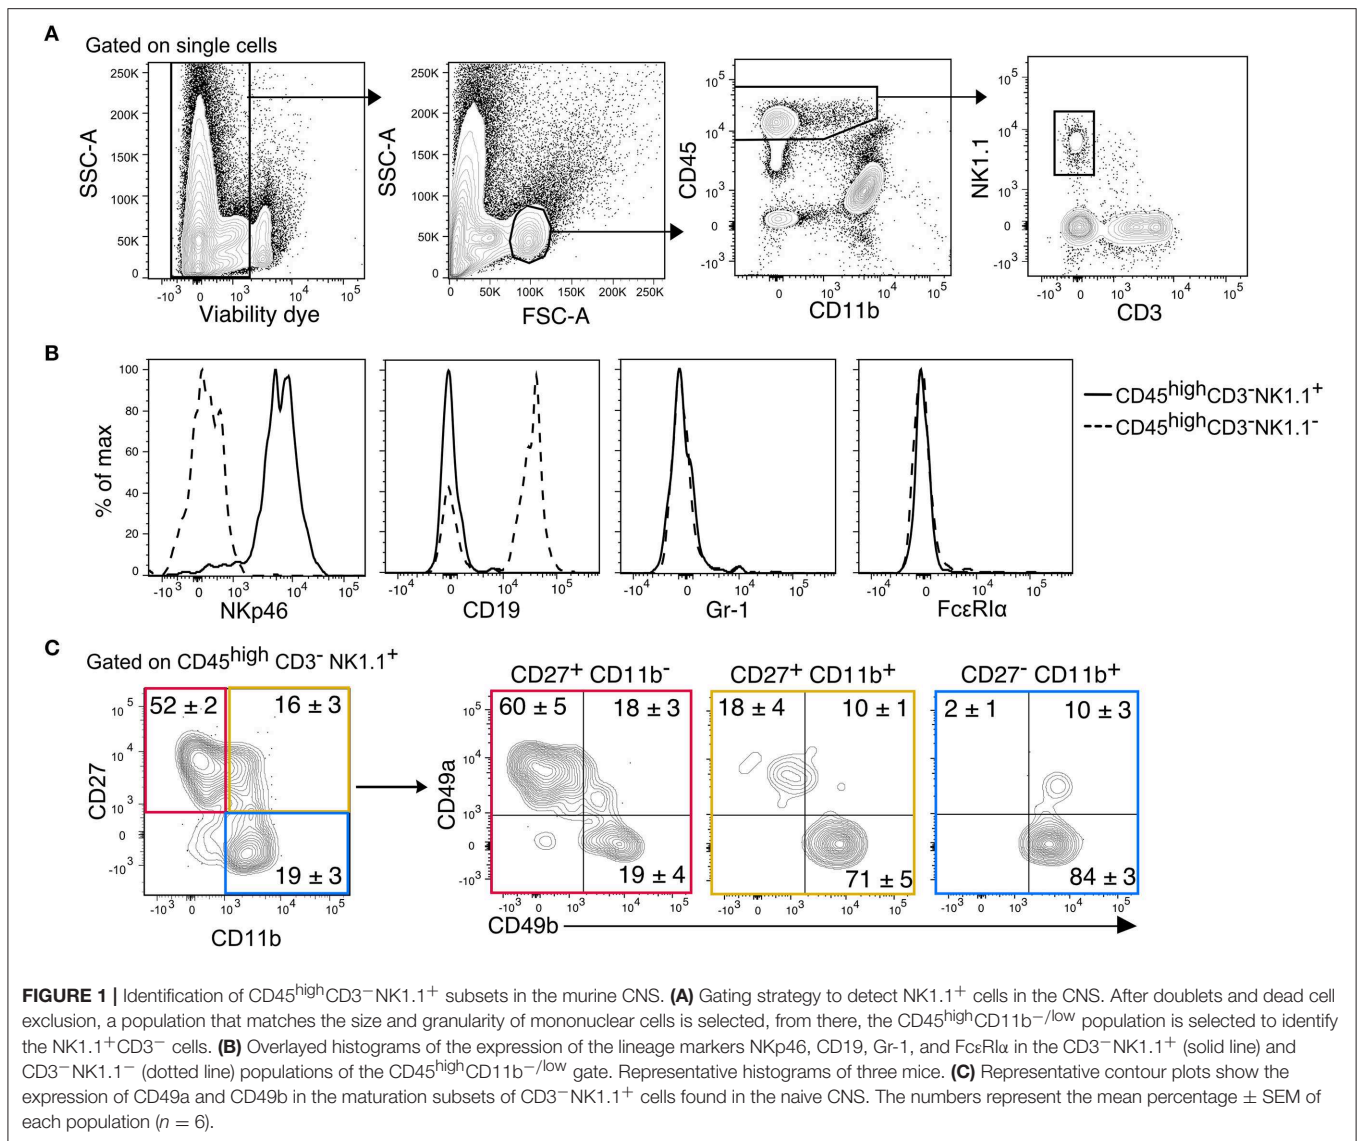 A
Gated on single cells
250K
200K
150K
100K
50K
0
SSC-A
-10³ 0 10³ 10⁴ 10⁵
Viability dye
250K
200K
150K
100K
50K
0
SSC-A
0 50K 100K 150K 200K 250K
FSC-A
10⁵
10⁴
10³
0
-10³
CD45
-10³ 0 10³ 10⁴ 10⁵
CD11b
10⁵
10⁴
10³
0
-10³
NK1.1
-10³ 0 10³ 10⁴ 10⁵
CD3
B
100
80
60
40
20
0
% of max
-10³ 0 10³ 10⁴ 10⁵
NKp46
-10⁴ 0 10⁴ 10⁵
CD19
-10⁴ 0 10⁴ 10⁵
Gr-1
-10⁴ 0 10⁴ 10⁵
FcεRIα
CD45ʰⁱᵍʰCD3⁻NK1.1⁺
CD45ʰⁱᵍʰCD3⁻NK1.1⁻
C
Gated on CD45ʰⁱᵍʰ CD3⁻ NK1.1⁺
10⁵
10⁴
10³
0
-10³
CD27
52 ± 2 16 ± 3
19 ± 3
-10³ 0 10³ 10⁴ 10⁵
CD11b
CD27⁺ CD11b⁻
10⁵
10⁴
10³
0
-10³
CD49a
60 ± 5 18 ± 3
19 ± 4
-10³ 0 10³ 10⁴ 10⁵
CD27⁺ CD11b⁺
18 ± 4 10 ± 1
71 ± 5
-10³ 0 10³ 10⁴ 10⁵
CD27⁻ CD11b⁺
2 ± 1 10 ± 3
84 ± 3
-10³ 0 10³ 10⁴ 10⁵
CD49b
FIGURE 1 | Identification of CD45ʰⁱᵍʰCD3⁻NK1.1⁺ subsets in the murine CNS. (A) Gating strategy to detect NK1.1⁺ cells in the CNS. After doublets and dead cell
exclusion, a population that matches the size and granularity of mononuclear cells is selected, from there, the CD45ʰⁱᵍʰCD11b⁻/ˡᵒʷ population is selected to identify
the NK1.1⁺CD3⁻ cells. (B) Overlayed histograms of the expression of the lineage markers NKp46, CD19, Gr-1, and FcεRIα in the CD3⁻NK1.1⁺ (solid line) and
CD3⁻NK1.1⁻ (dotted line) populations of the CD45ʰⁱᵍʰCD11b⁻/ˡᵒʷ gate. Representative histograms of three mice. (C) Representative contour plots show the
expression of CD49a and CD49b in the maturation subsets of CD3⁻NK1.1⁺ cells found in the naive CNS. The numbers represent the mean percentage ± SEM of
each population (n = 6).